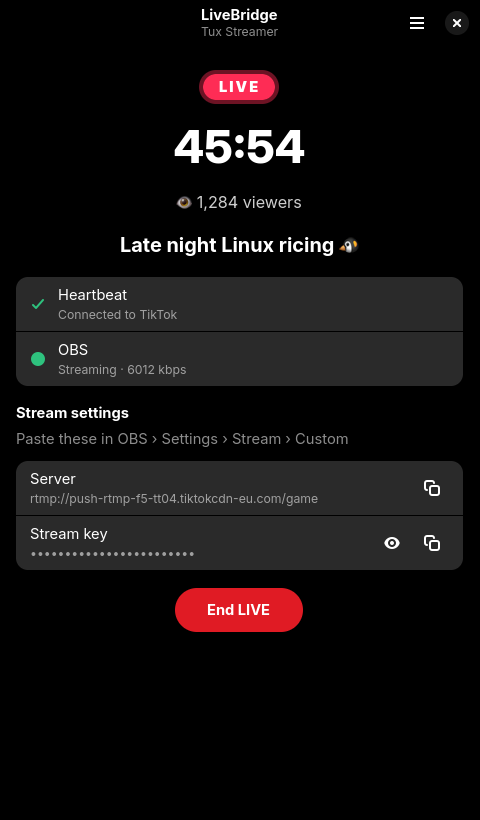 LiveBridge
Tux Streamer
LIVE
45:54
👁️ 1,284 viewers
Late night Linux ricing 🐧
Heartbeat
Connected to TikTok
OBS
Streaming · 6012 kbps
Stream settings
Paste these in OBS › Settings › Stream › Custom
Server
rtmp://push-rtmp-f5-tt04.tiktokcdn-eu.com/game
Stream key
••••••••••••••••••••••••
End LIVE